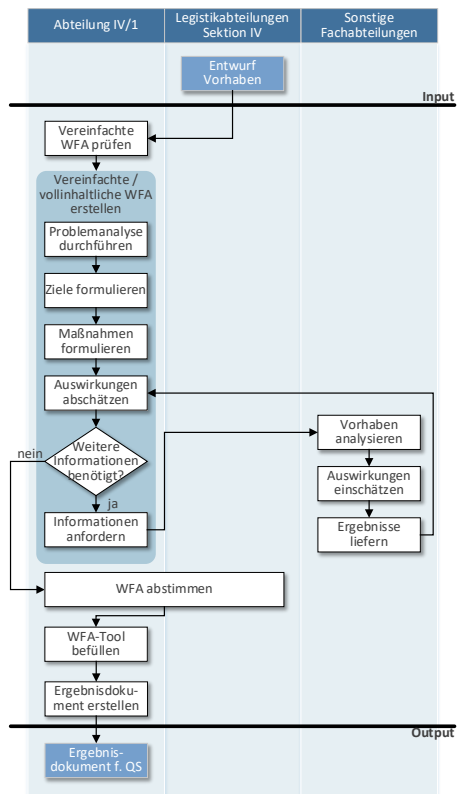 Abteilung IV/1
Legistikabteilungen
Sektion IV
Sonstige
Fachabteilungen
Entwurf
Vorhaben
Input
Vereinfachte
WFA prüfen
Vereinfachte /
vollinhaltliche WFA
erstellen
Problemanalyse
durchführen
Ziele formulieren
Maßnahmen
formulieren
Auswirkungen
abschätzen
nein
Weitere
Informationen
benötigt?
ja
Informationen
anfordern
Vorhaben
analysieren
Auswirkungen
einschätzen
Ergebnisse
liefern
WFA abstimmen
WFA-Tool
befüllen
Ergebnisdoku-
ment erstellen
Output
Ergebnis-
dokument f. QS